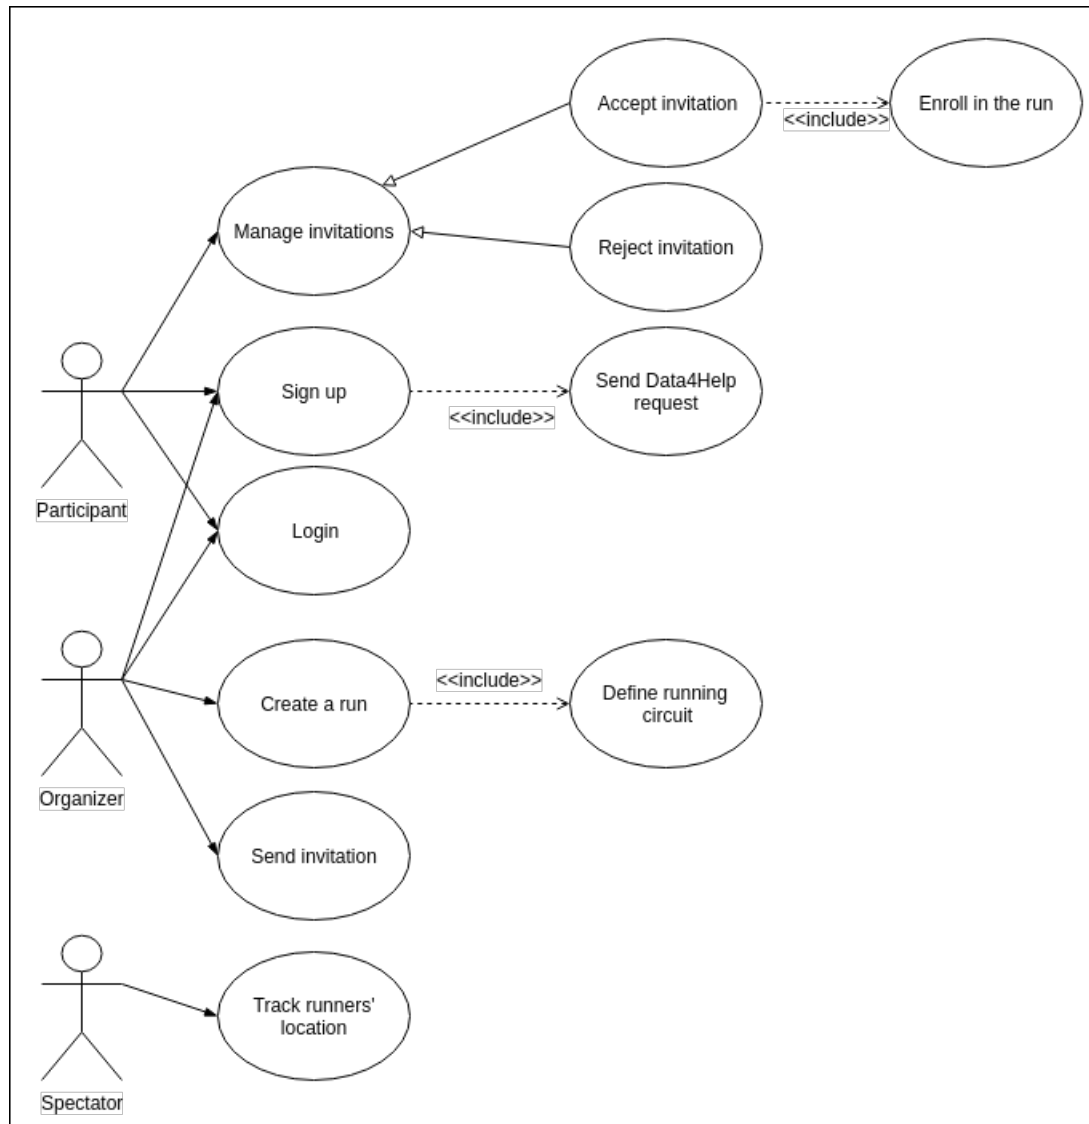 Accept invitation
<<include>>
Enroll in the run
Manage invitations
Reject invitation
Participant
Sign up
<<include>>
Send Data4Help
request
Login
Organizer
Create a run
<<include>>
Define running
circuit
Send invitation
Spectator
Track runners'
location